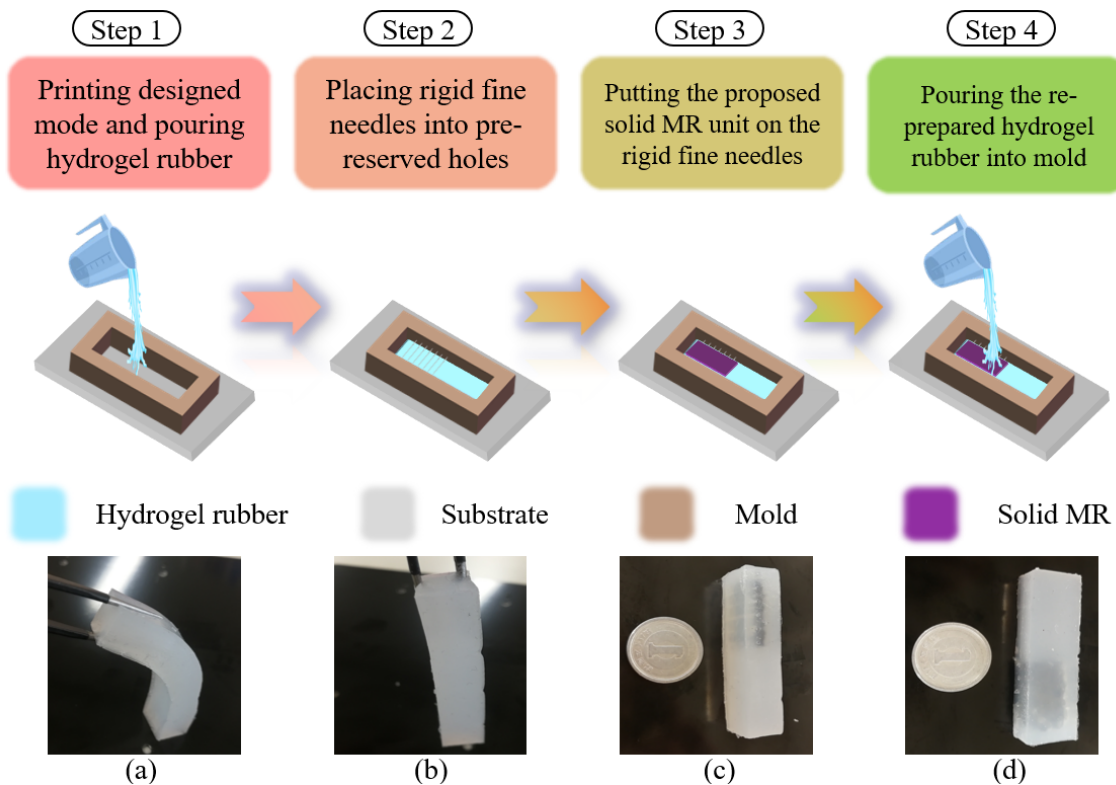 Step 1
Step 2
Step 3
Step 4
Printing designed
mode and pouring
hydrogel rubber
Placing rigid fine
needles into pre-
reserved holes
Putting the proposed
solid MR unit on the
rigid fine needles
Pouring the re-
prepared hydrogel
rubber into mold
Hydrogel rubber
Substrate
Mold
Solid MR
(a)
(b)
(c)
(d)